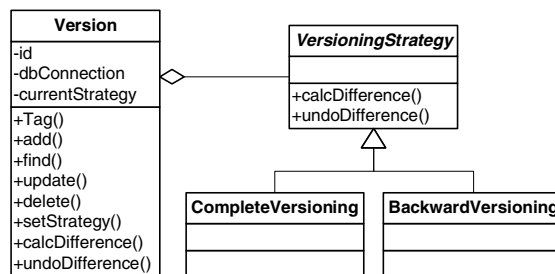 Version
-id
-dbConnection
-currentStrategy
+Tag()
+add()
+find()
+update()
+delete()
+setStrategy()
+calcDifference()
+undoDifference()
VersioningStrategy
+calcDifference()
+undoDifference()
CompleteVersioning
BackwardVersioning